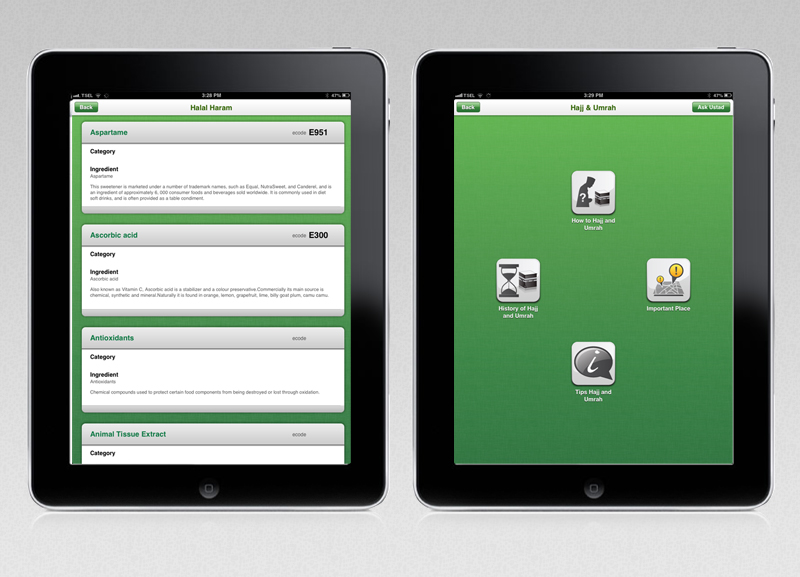 TSEL 3:28 PM 47%
Back Halal Haram
Aspartame ecode E951
Category
Ingredient
Aspartame
This sweetener is marketed under a number of trademark names, such as Equal, NutraSweet, and Canderel, and is
an ingredient of approximately 6, 000 consumer foods and beverages sold worldwide. It is commonly used in diet
soft drinks, and is often provided as a table condiment.
Ascorbic acid ecode E300
Category
Ingredient
Ascorbic acid
Also known as Vitamin C, Ascorbic acid is a stabilizer and a colour preservative.Commercially its main source is
chemical, synthetic and mineral.Naturally it is found in orange, lemon, grapefruit, lime, billy goat plum, camu camu.
Antioxidants ecode
Category
Ingredient
Antioxidants
Chemical compounds used to protect certain food components from being destroyed or lost through oxidation.
Animal Tissue Extract ecode
Category
TSEL 3:29 PM 47%
Back Hajj & Umrah Ask Ustad
?
How to Hajj and
Umrah
History of Hajj
and Umrah
! !
Important Place
i
Tips Hajj and
Umrah